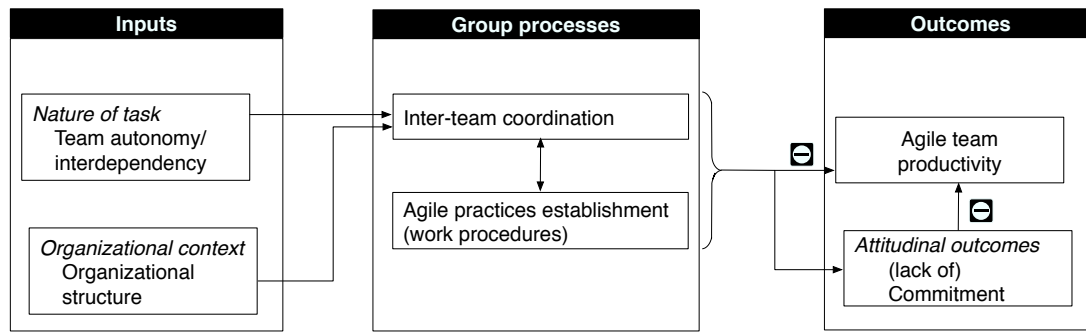 Inputs
Nature of task
Team autonomy/
interdependency
Organizational context
Organizational
structure
Group processes
Inter-team coordination
Agile practices establishment
(work procedures)
Outcomes
Agile team
productivity
Attitudinal outcomes
(lack of)
Commitment